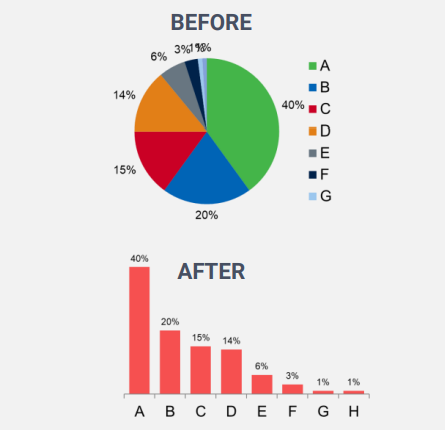 BEFORE
6% 3% 1% 1%
A
B
14%
40%
C
D
E
15%
F
G
20%
AFTER
40%
20%
15%
14%
6%
3%
1%
1%
A B C D E F G H